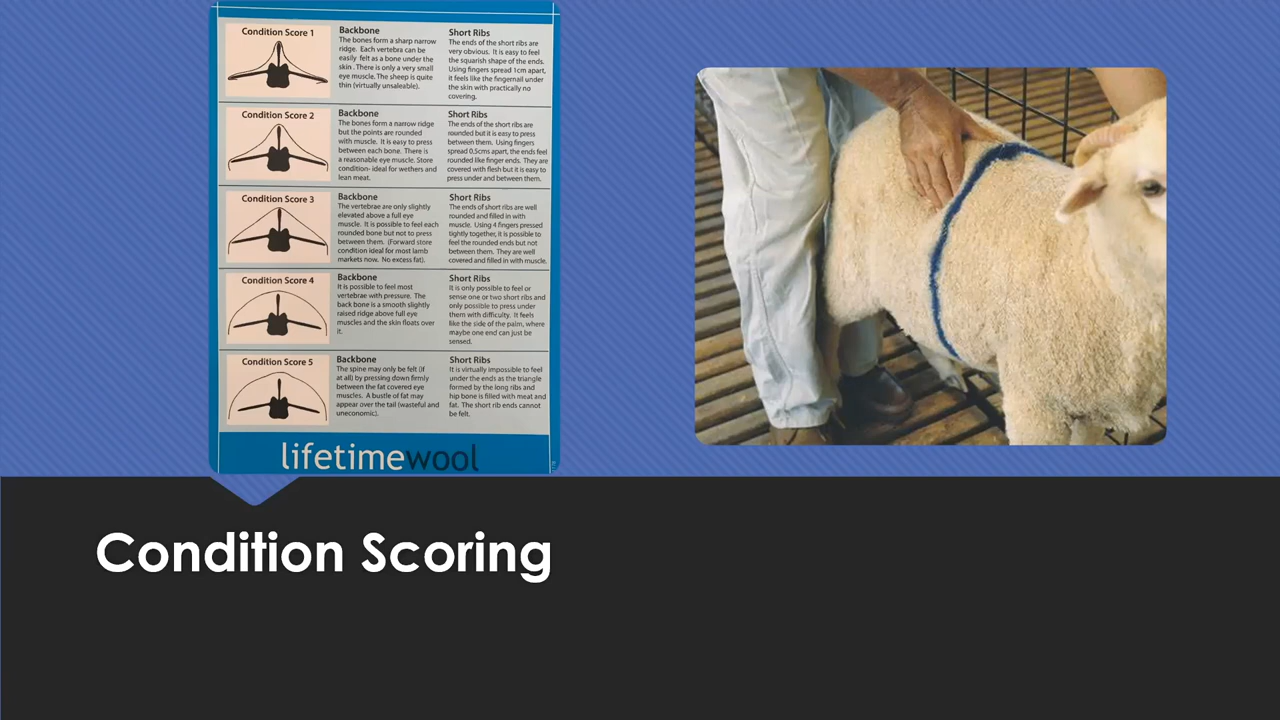 Condition Score 1
Backbone
The bones form a sharp narrow
ridge. Each vertebra can be
easily felt as a bone under the
skin. There is only a very small
eye muscle. The sheep is quite
thin (virtually unsaleable).
Short Ribs
The ends of the short ribs are
very obvious. It is easy to feel
the squarish shape of the ends.
Using fingers spread 1cm apart,
it feels like the fingernail under
the skin with practically no
covering.
Condition Score 2
Backbone
The bones form a narrow ridge
but the points are rounded
with muscle. It is easy to press
between each bone. There is
a reasonable eye muscle. Store
condition- ideal for wethers and
lean meat.
Short Ribs
The ends of the short ribs are
rounded but it is easy to press
between them. Using fingers
spread 0.5cms apart, the ends feel
rounded like finger ends. They are
covered with flesh but it is easy to
press under and between them.
Condition Score 3
Backbone
The vertebrae are only slightly
elevated above a full eye
muscle. It is possible to feel each
rounded bone but not to press
between them. (Forward store
condition ideal for most lamb
markets now. No excess fat).
Short Ribs
The ends of short ribs are well
rounded and filled in with
muscle. Using 4 fingers pressed
tightly together, it is possible to
feel the rounded ends but not
between them. They are well
covered and filled in with muscle.
Condition Score 4
Backbone
It is possible to feel most
vertebrae with pressure. The
back bone is a smooth slightly
raised ridge above full eye
muscles and the skin floats over
it.
Short Ribs
It is only possible to feel or
sense one or two short ribs and
only possible to press under
them with difficulty. It feels
like the side of the palm, where
maybe one end can just be
sensed.
Condition Score 5
Backbone
The spine may only be felt (if
at all) by pressing down firmly
between the fat covered eye
muscles. A bustle of fat may
appear over the tail (wasteful and
uneconomic).
Short Ribs
It is virtually impossible to feel
under the ends as the triangle
formed by the long ribs and
hip bone is filled with meat and
fat. The short rib ends cannot
be felt.
lifetimewool
Condition Scoring